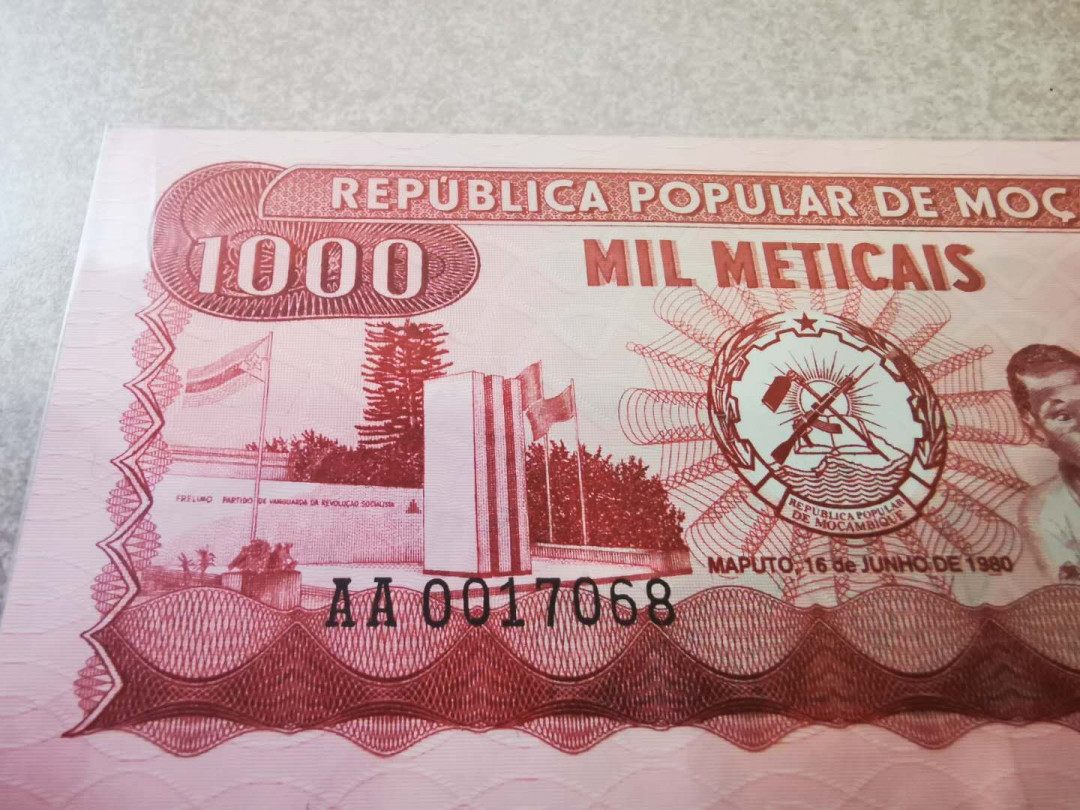 REPÚBLICA POPULAR DE MOÇ
1000
MIL METICAIS
FRELIMO PARTIDO DE VANGUARDA DA REVOLUÇÃO SOCIALISTA
REPUBLICA POPULAR
DE MOÇAMBIQUE
MAPUTO, 16 de JUNHO DE 1980
AA 0017068